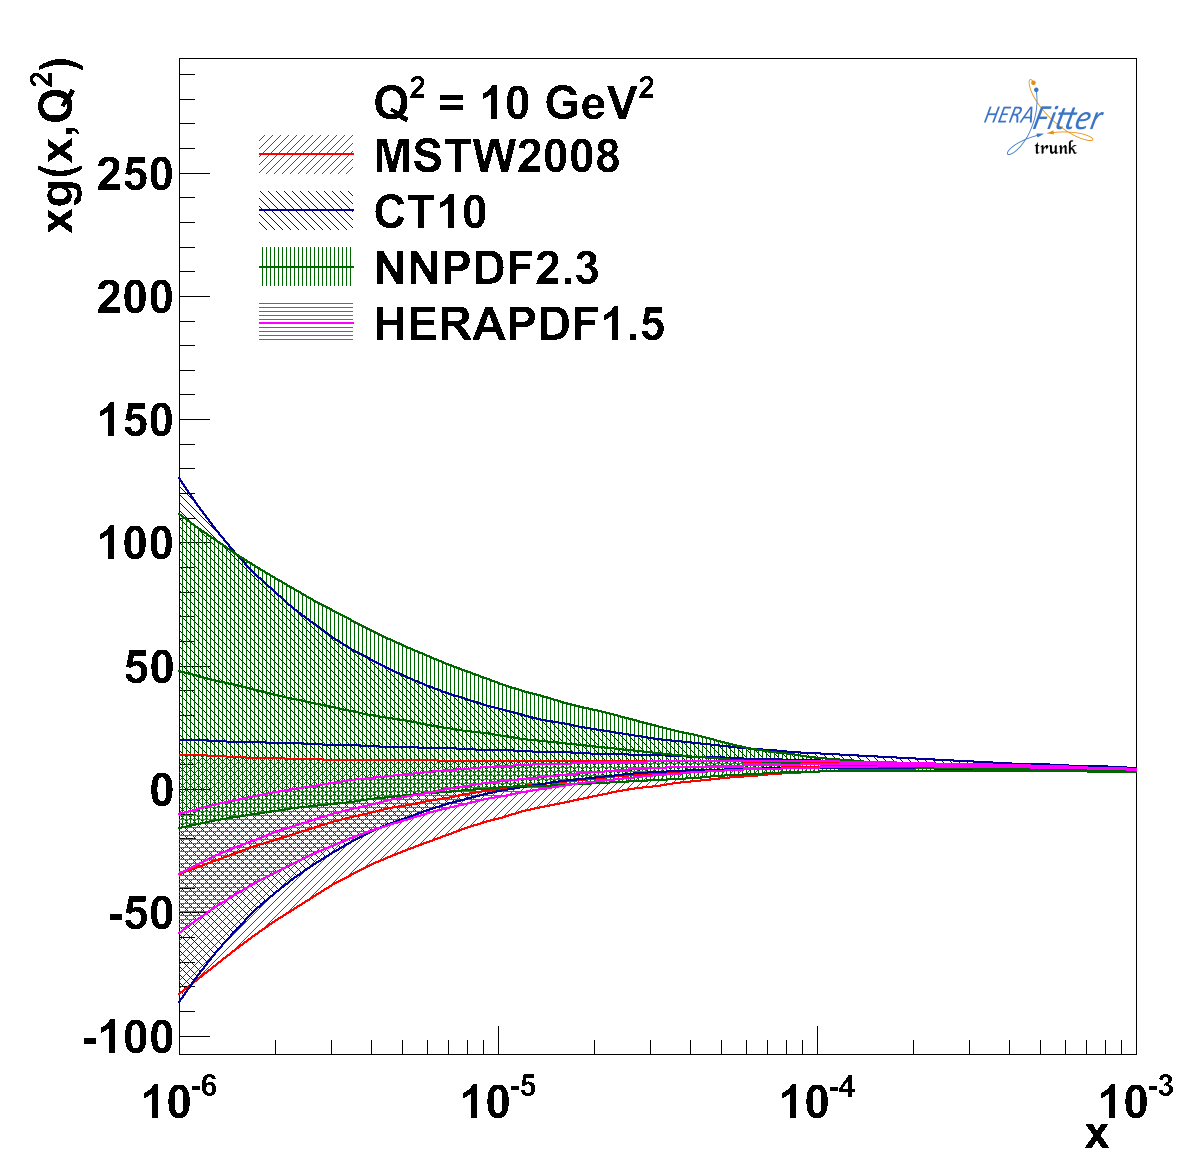 xg(x,Q²)
Q² = 10 GeV²
MSTW2008
CT10
NNPDF2.3
HERAPDF1.5
HERAFitter
trunk
250
200
150
100
50
0
-50
-100
10⁻⁶ 10⁻⁵ 10⁻⁴ 10⁻³
x